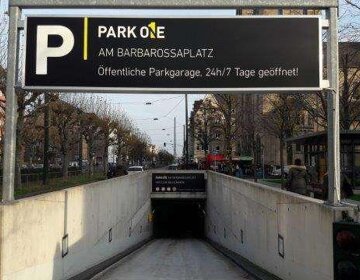 P
PARK ONE
AM BARBAROSSAPLATZ
Öffentliche Parkgarage, 24h/7 Tage geöffnet!